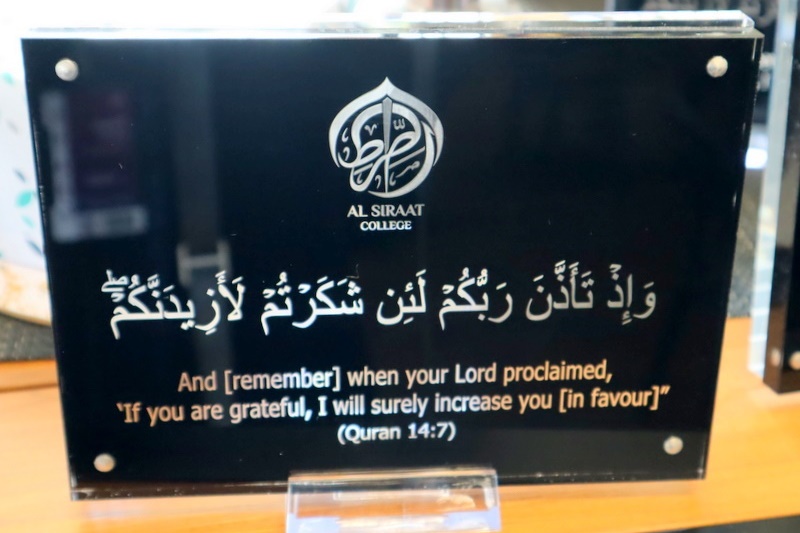 الصراط
AL SIRAAT
COLLEGE
وَإِذْ تَأَذَّنَ رَبُّكُمْ لَئِن شَكَرْتُمْ لَأَزِيدَنَّكُمْ ۖ
And [remember] when your Lord proclaimed,
‘If you are grateful, I will surely increase you [in favour]”
(Quran 14:7)